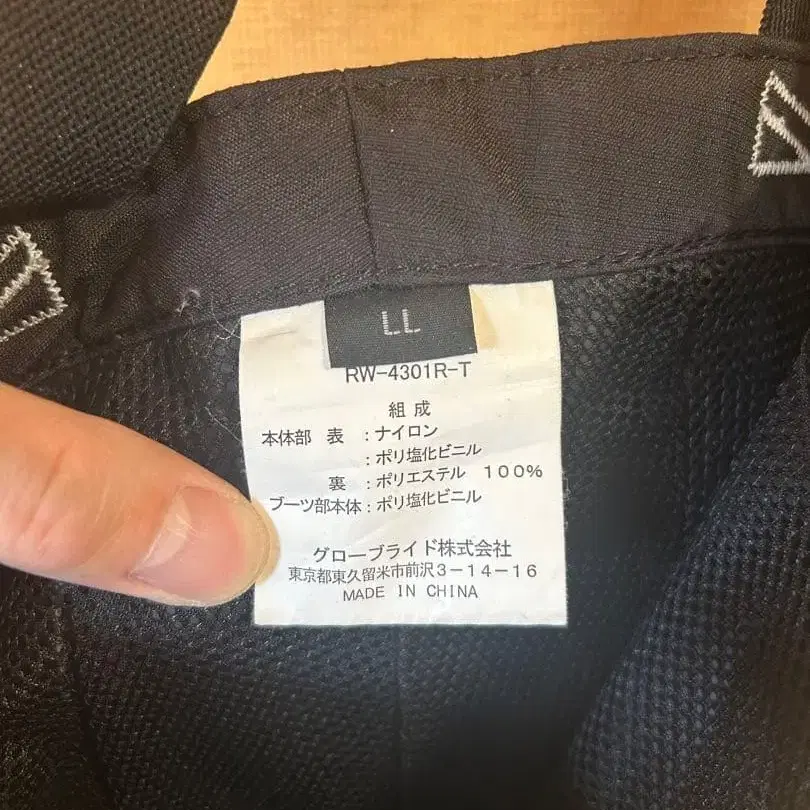 LL
RW-4301R-T
組成
本体部 表 : ナイロン
: ポリ塩化ビニル
裏 : ポリエステル 100%
ブーツ部本体 : ポリ塩化ビニル
グローブライド株式会社
東京都東久留米市前沢3-14-16
MADE IN CHINA